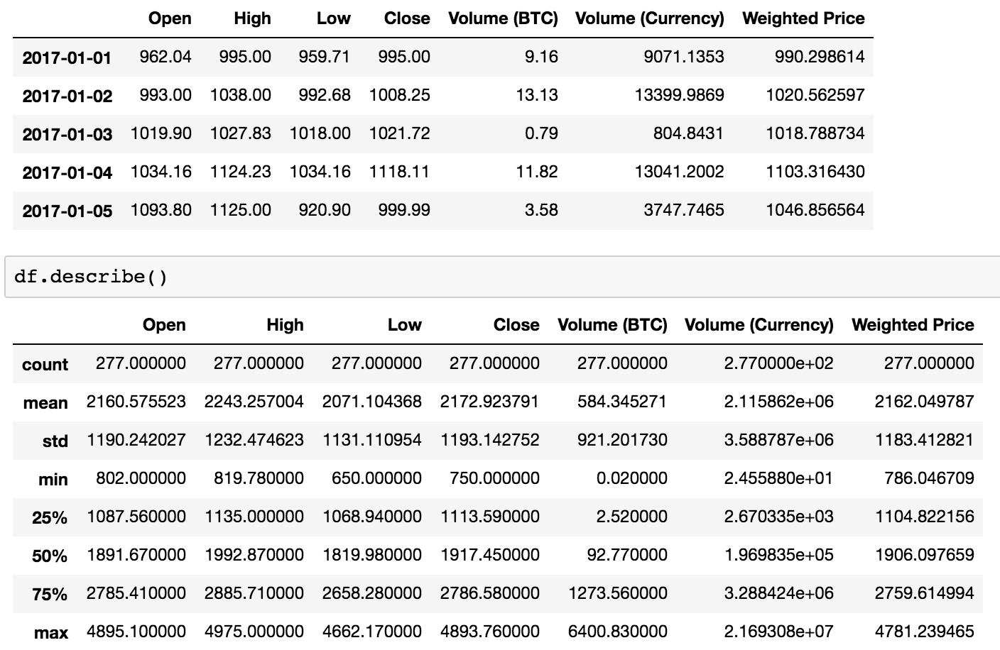 Open High Low Close Volume (BTC) Volume (Currency) Weighted Price
2017-01-01 962.04 995.00 959.71 995.00 9.16 9071.1353 990.298614
2017-01-02 993.00 1038.00 992.68 1008.25 13.13 13399.9869 1020.562597
2017-01-03 1019.90 1027.83 1018.00 1021.72 0.79 804.8431 1018.788734
2017-01-04 1034.16 1124.23 1034.16 1118.11 11.82 13041.2002 1103.316430
2017-01-05 1093.80 1125.00 920.90 999.99 3.58 3747.7465 1046.856564
df.describe()
Open High Low Close Volume (BTC) Volume (Currency) Weighted Price
count 277.000000 277.000000 277.000000 277.000000 277.000000 2.770000e+02 277.000000
mean 2160.575523 2243.257004 2071.104368 2172.923791 584.345271 2.115862e+06 2162.049787
std 1190.242027 1232.474623 1131.110954 1193.142752 921.201730 3.588787e+06 1183.412821
min 802.000000 819.780000 650.000000 750.000000 0.020000 2.455880e+01 786.046709
25% 1087.560000 1135.000000 1068.940000 1113.590000 2.520000 2.670335e+03 1104.822156
50% 1891.670000 1992.870000 1819.980000 1917.450000 92.770000 1.969835e+05 1906.097659
75% 2785.410000 2885.710000 2658.280000 2786.580000 1273.560000 3.288424e+06 2759.614994
max 4895.100000 4975.000000 4662.170000 4893.760000 6400.830000 2.169308e+07 4781.239465